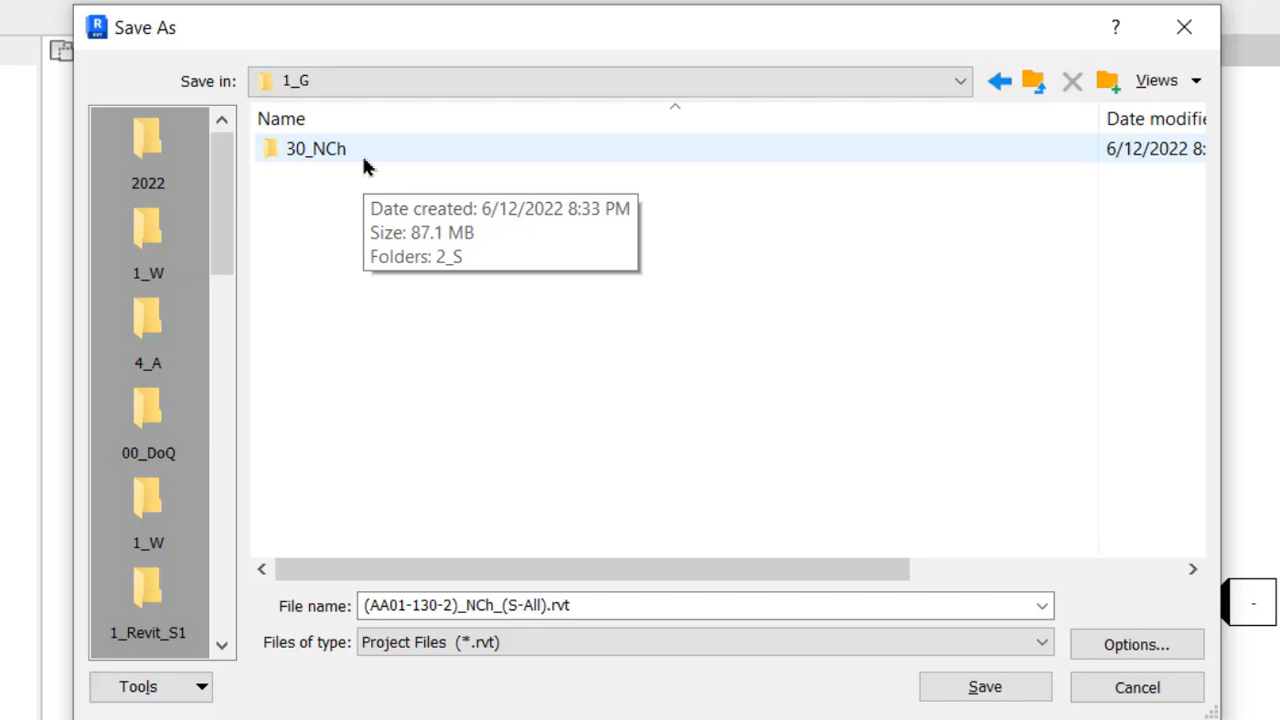 R
RVT
Save As
?
Save in:
1_G
Views
Name
Date modifie
30_NCh
6/12/2022 8:
Date created: 6/12/2022 8:33 PM
Size: 87.1 MB
Folders: 2_S
2022
1_W
4_A
00_DoQ
1_W
1_Revit_S1
File name:
(AA01-130-2)_NCh_(S-All).rvt
Files of type:
Project Files (*.rvt)
Options...
Tools
Save
Cancel
-